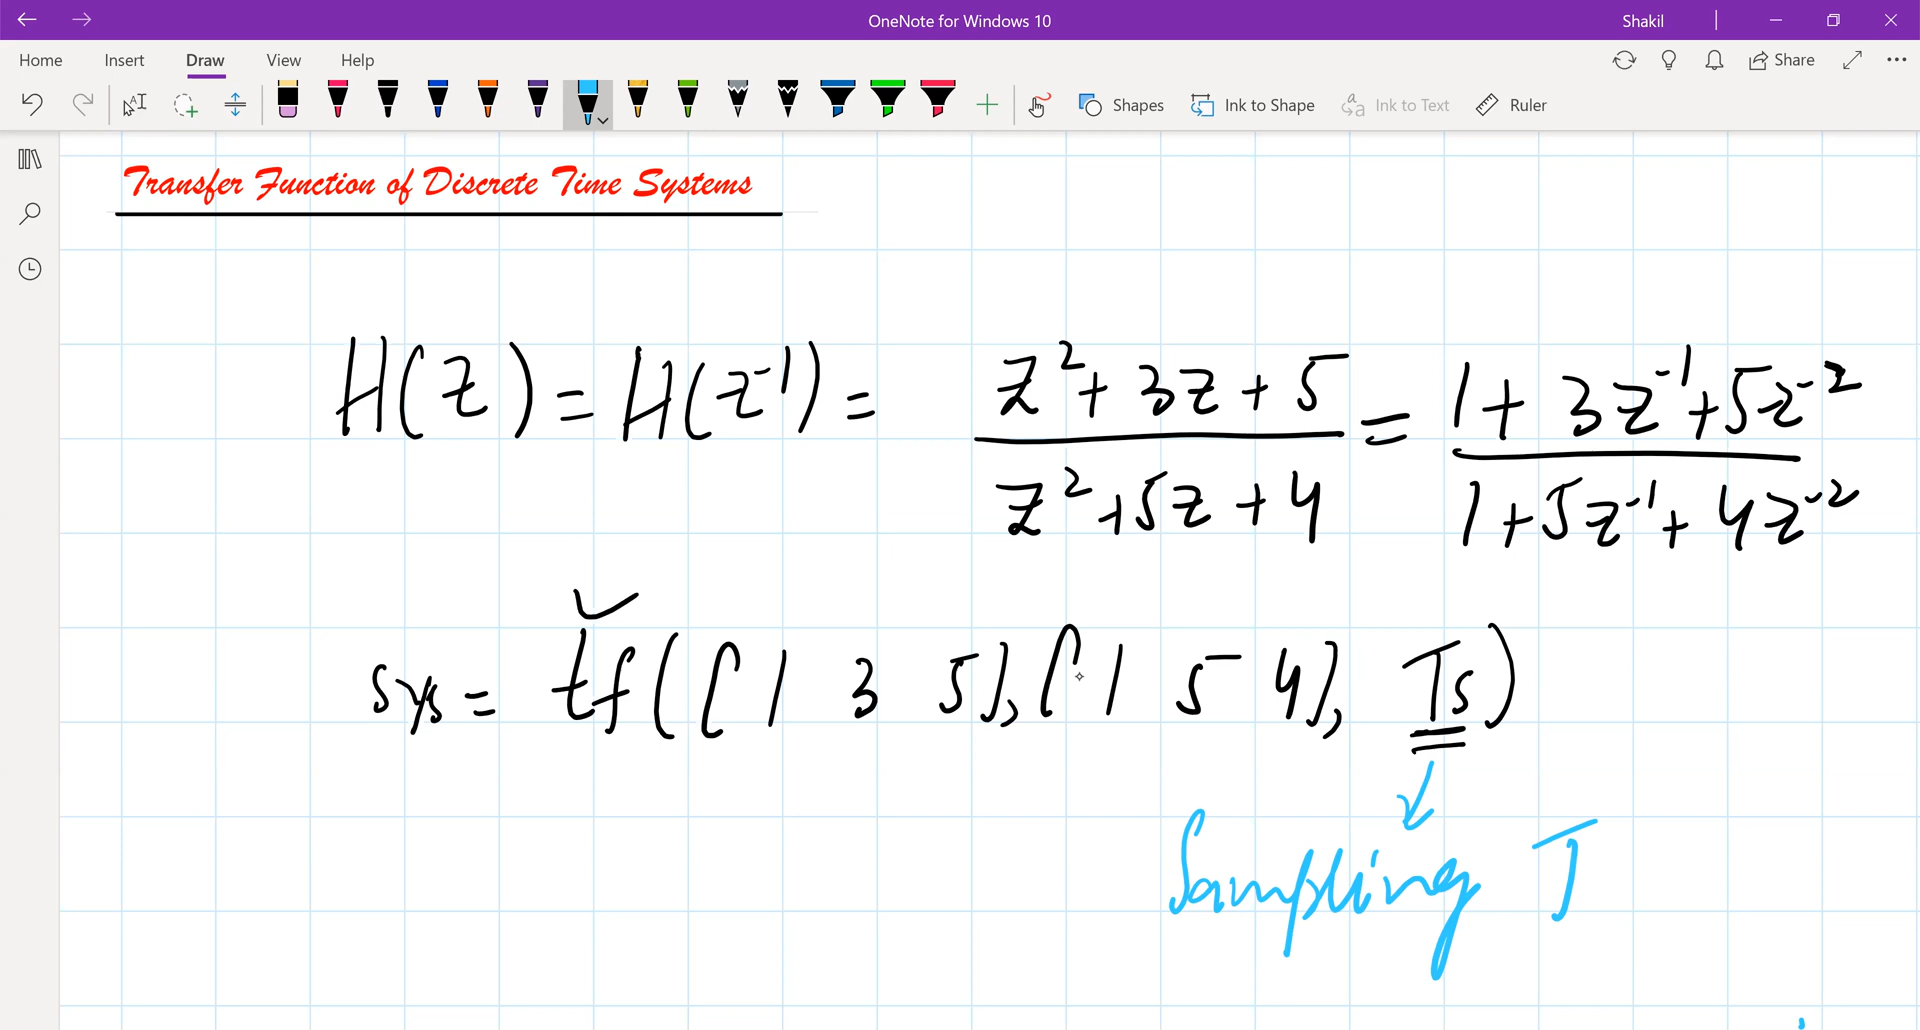 OneNote for Windows 10 Shakil
Home Insert Draw View Help Share
Shapes Ink to Shape Ink to Text Ruler
Transfer Function of Discrete Time Systems
H(z) = H(z⁻¹) = (z² + 3z + 5)/(z² + 5z + 4) = (1 + 3z⁻¹ + 5z⁻²)/(1 + 5z⁻¹ + 4z⁻²)
sys = tf([1 3 5], [1 5 4], Ts)
Sampling T